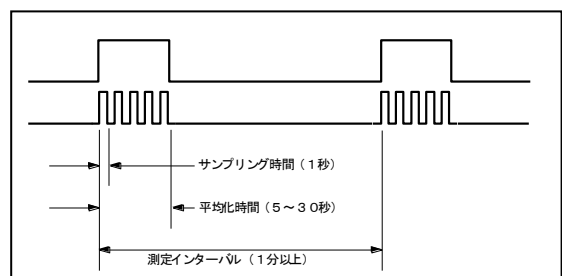 サンプリング時間（１秒）
平均化時間（５～３０秒）
測定インターバル（１分以上）